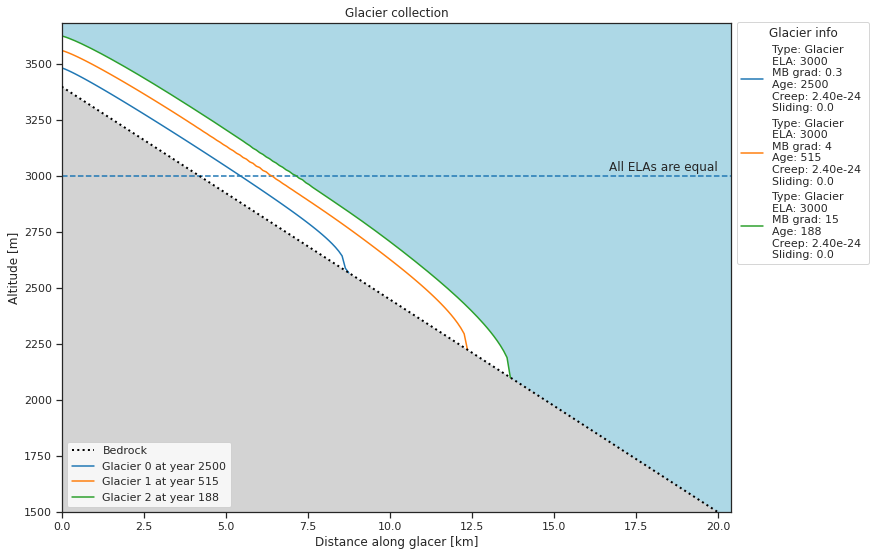 Glacier collection
Altitude [m]
3500
3250
3000
2750
2500
2250
2000
1750
1500
All ELAs are equal
Bedrock
Glacier 0 at year 2500
Glacier 1 at year 515
Glacier 2 at year 188
0.0 2.5 5.0 7.5 10.0 12.5 15.0 17.5 20.0
Distance along glacer [km]
Glacier info
Type: Glacier
ELA: 3000
MB grad: 0.3
Age: 2500
Creep: 2.40e-24
Sliding: 0.0
Type: Glacier
ELA: 3000
MB grad: 4
Age: 515
Creep: 2.40e-24
Sliding: 0.0
Type: Glacier
ELA: 3000
MB grad: 15
Age: 188
Creep: 2.40e-24
Sliding: 0.0